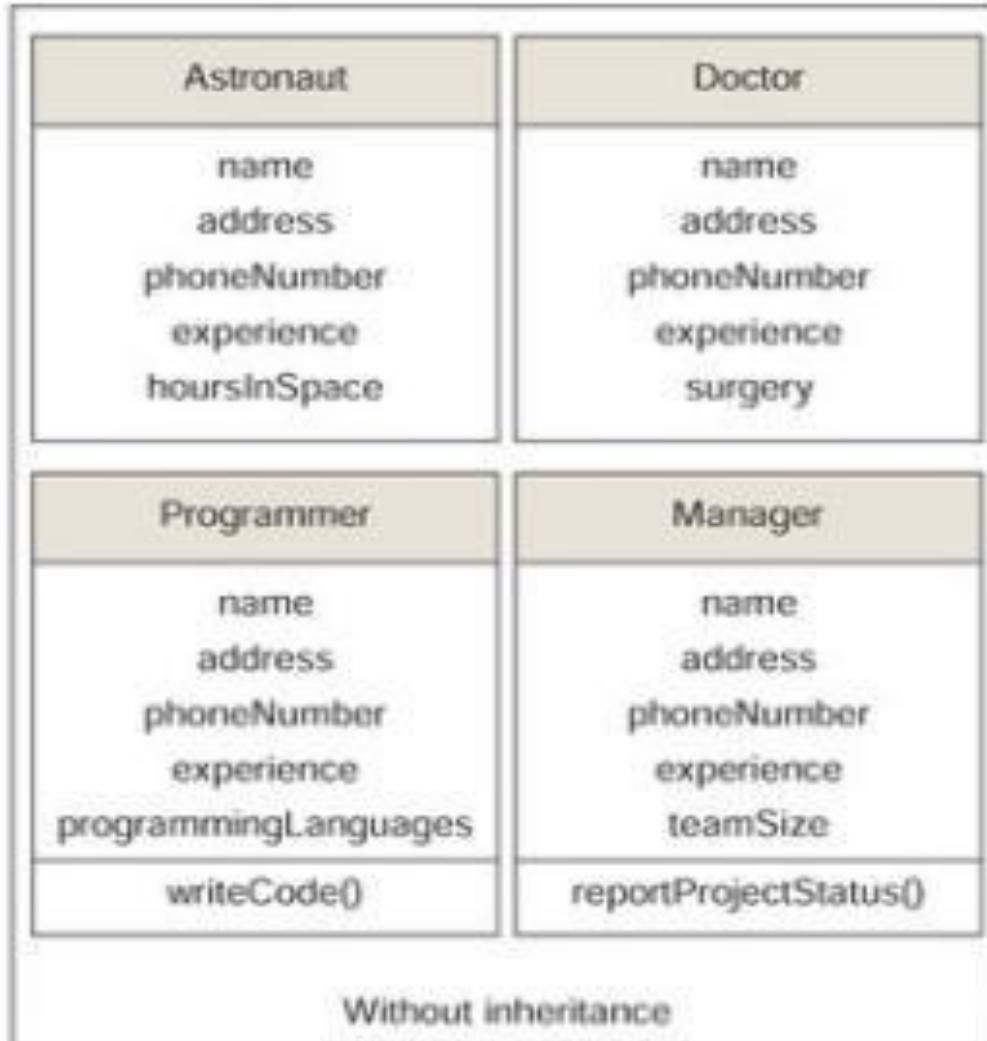 Astronaut
name
address
phoneNumber
experience
hoursInSpace
Doctor
name
address
phoneNumber
experience
surgery
Programmer
name
address
phoneNumber
experience
programmingLanguages
writeCode()
Manager
name
address
phoneNumber
experience
teamSize
reportProjectStatus()
Without inheritance